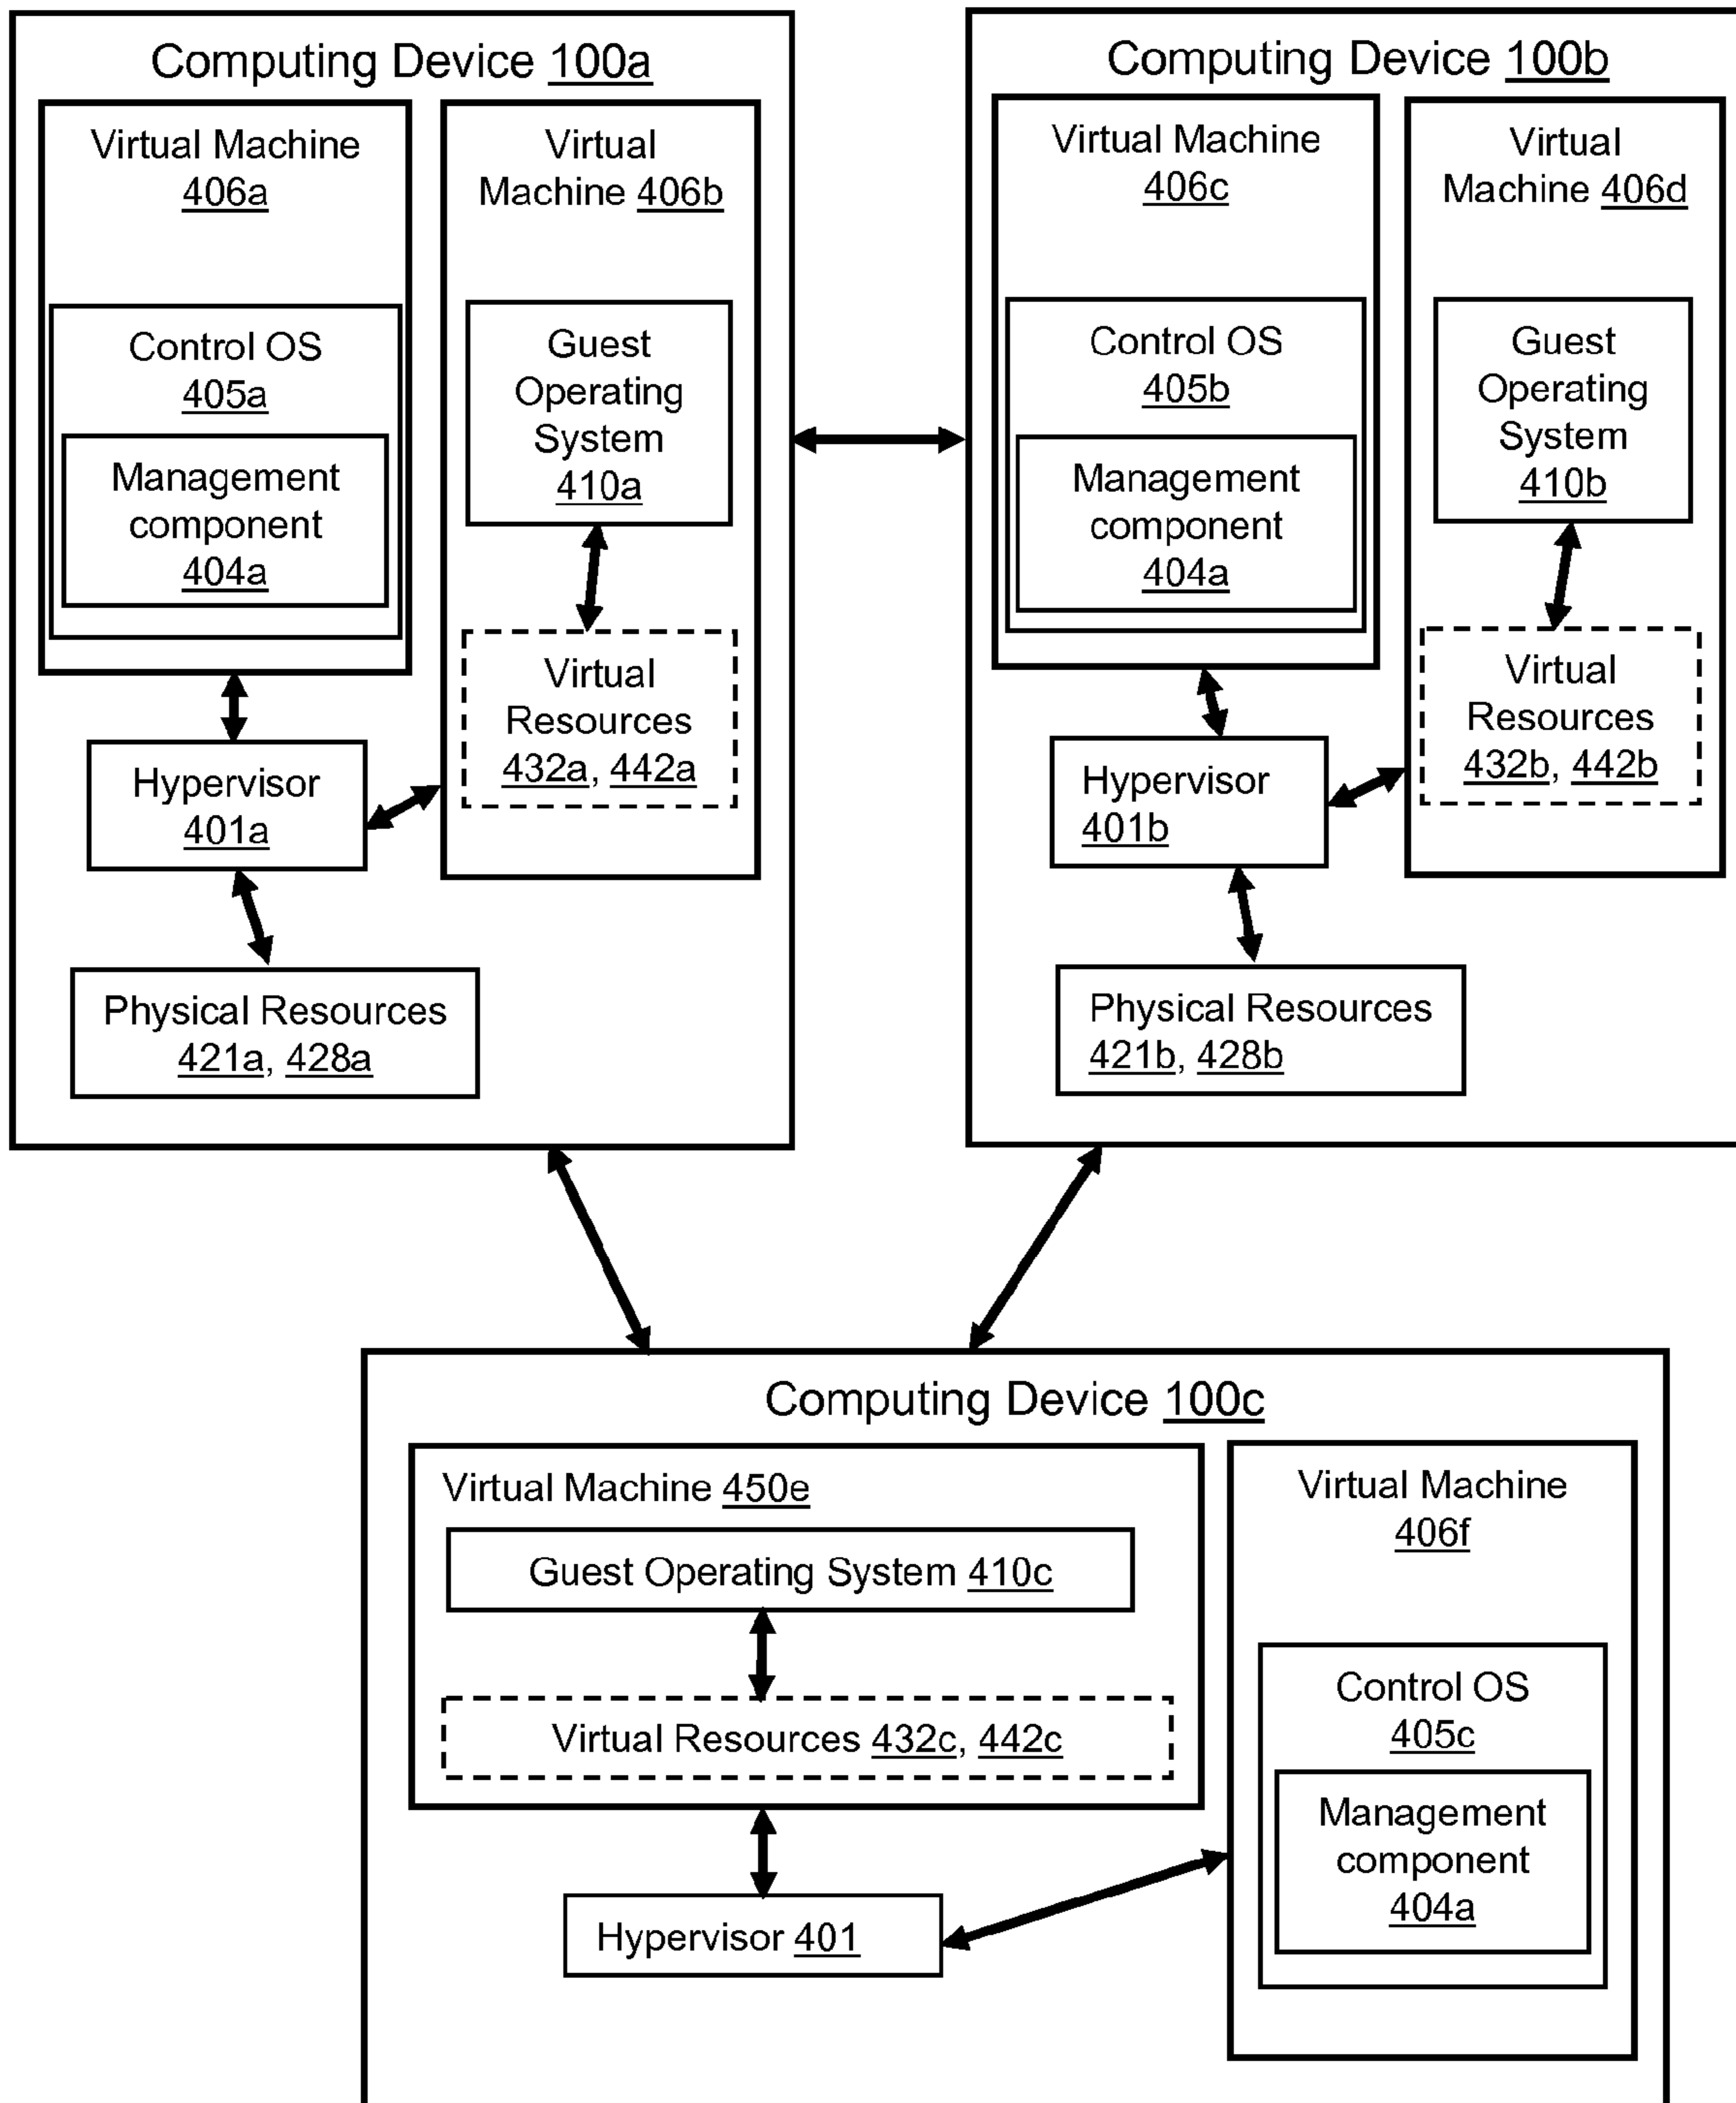 Computing Device 100a
Virtual Machine
406a
Control OS
405a
Management
component
404a
Virtual
Machine 406b
Guest
Operating
System
410a
Virtual
Resources
432a, 442a
Hypervisor
401a
Physical Resources
421a, 428a
Computing Device 100b
Virtual Machine
406c
Control OS
405b
Management
component
404a
Virtual
Machine 406d
Guest
Operating
System
410b
Virtual
Resources
432b, 442b
Hypervisor
401b
Physical Resources
421b, 428b
Computing Device 100c
Virtual Machine 450e
Guest Operating System 410c
Virtual Resources 432c, 442c
Hypervisor 401
Virtual Machine
406f
Control OS
405c
Management
component
404a